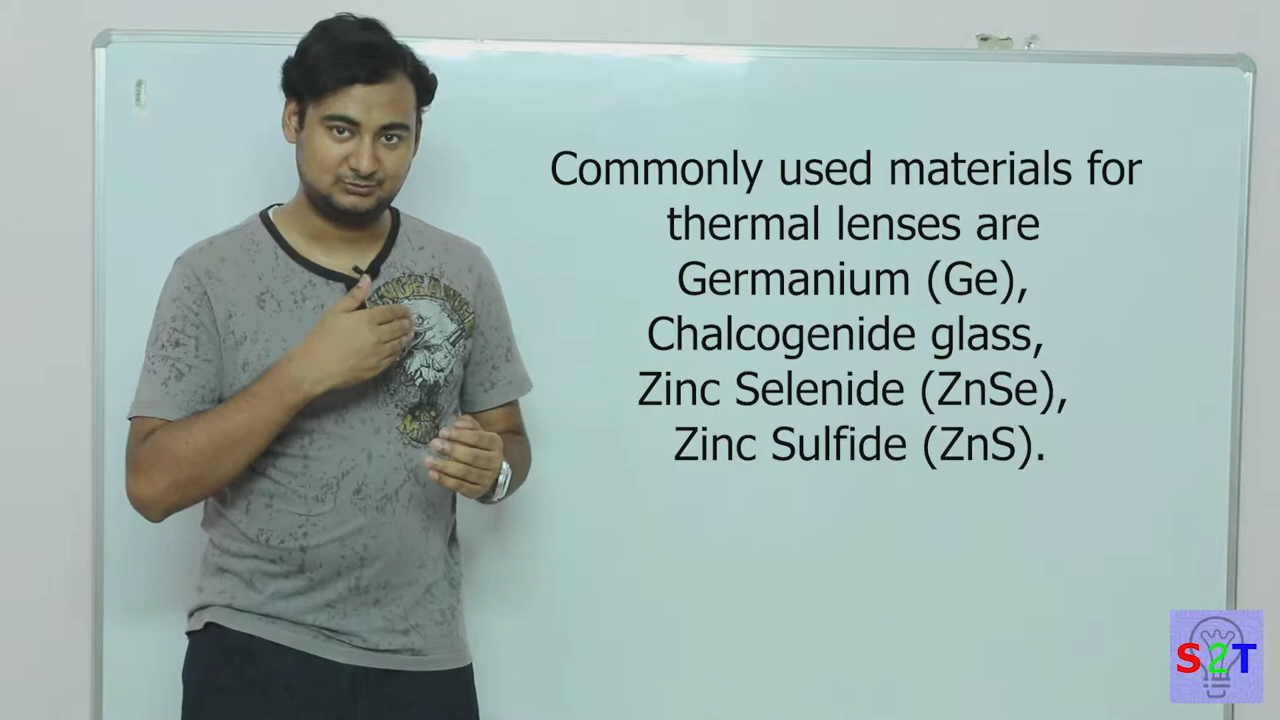 Commonly used materials for
thermal lenses are
Germanium (Ge),
Chalcogenide glass,
Zinc Selenide (ZnSe),
Zinc Sulfide (ZnS).
S2T